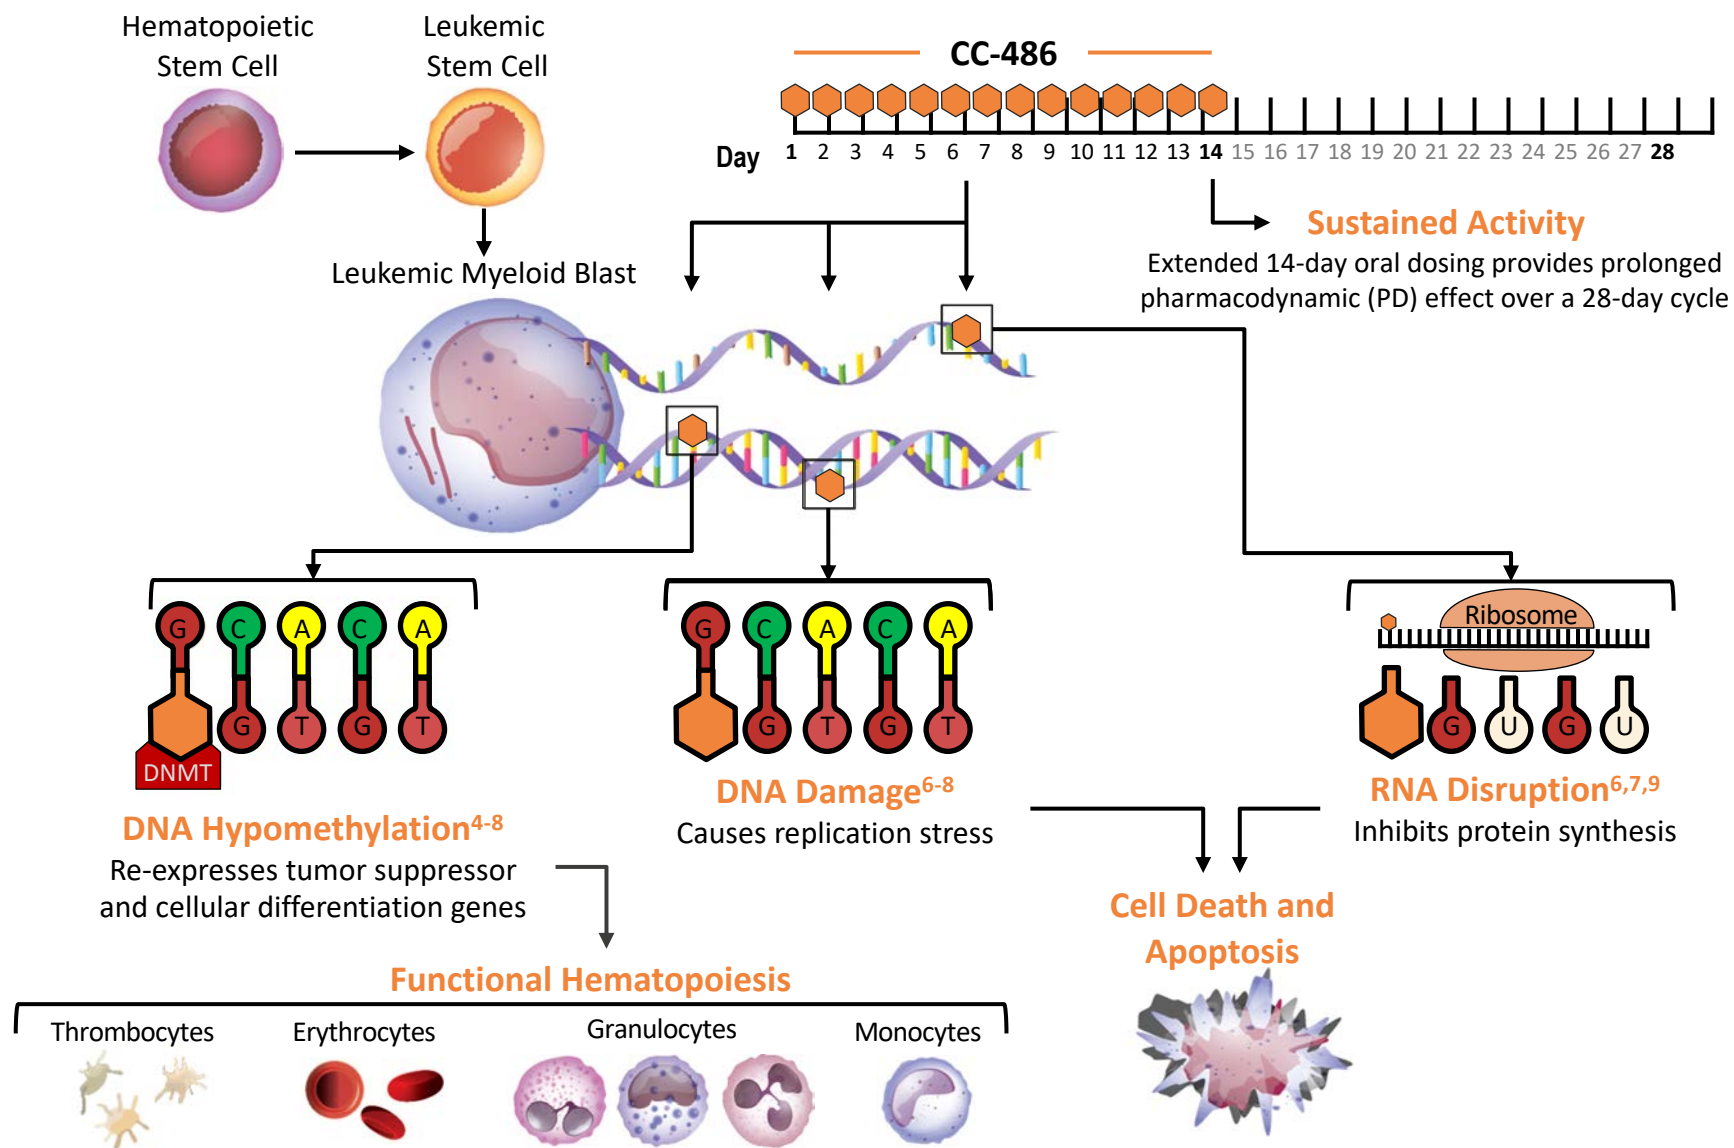 Hematopoietic
Stem Cell
Leukemic
Stem Cell
CC-486
Day 1 2 3 4 5 6 7 8 9 10 11 12 13 14 15 16 17 18 19 20 21 22 23 24 25 26 27 28
Sustained Activity
Extended 14-day oral dosing provides prolonged
pharmacodynamic (PD) effect over a 28-day cycle
Leukemic Myeloid Blast
G C A C A
G T G T
DNMT
DNA Hypomethylation4-8
Re-expresses tumor suppressor
and cellular differentiation genes
G C A C A
G T G T
DNA Damage6-8
Causes replication stress
Ribosome
G U G U
RNA Disruption6,7,9
Inhibits protein synthesis
Cell Death and
Apoptosis
Functional Hematopoiesis
Thrombocytes
Erythrocytes
Granulocytes
Monocytes